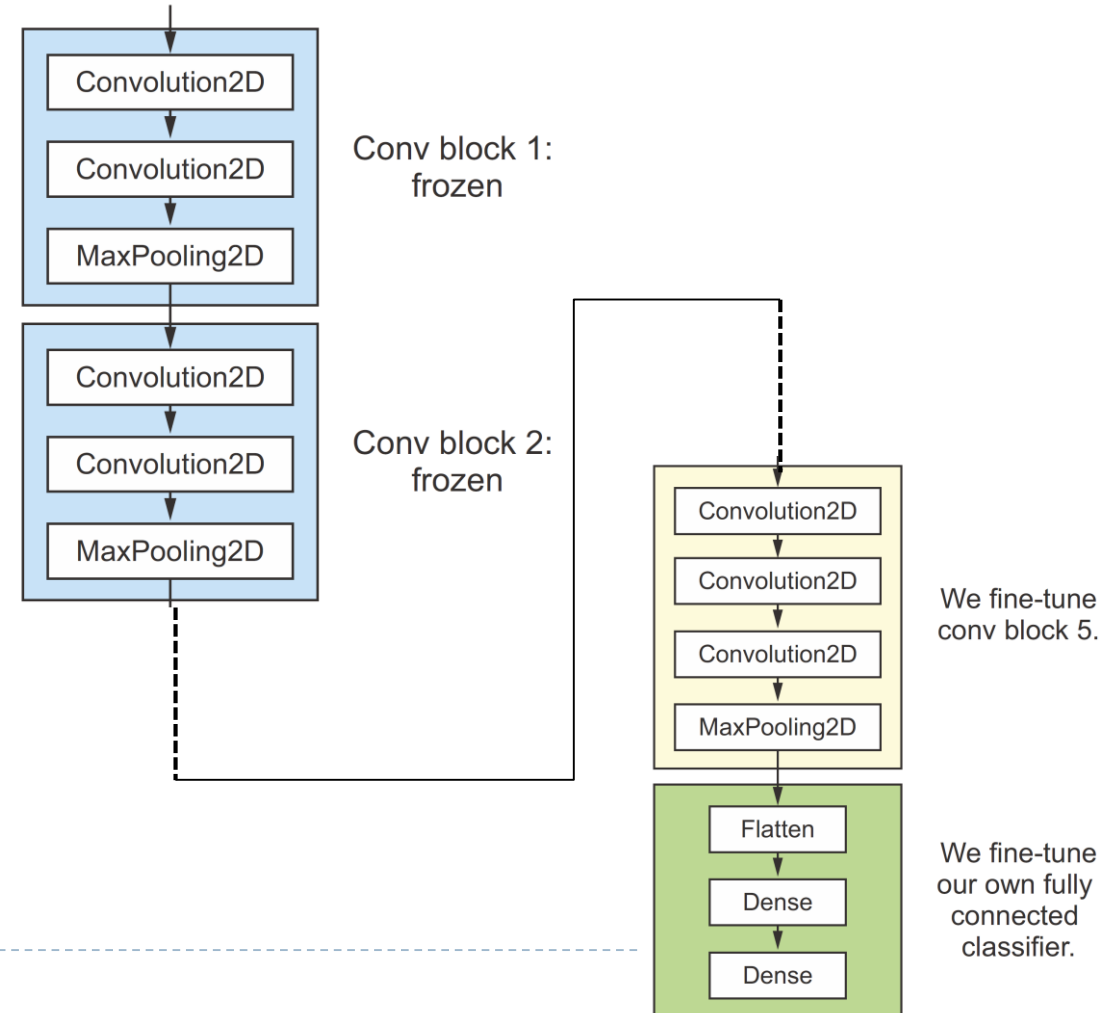 Convolution2D
Convolution2D
MaxPooling2D
Conv block 1:
frozen
Convolution2D
Convolution2D
MaxPooling2D
Conv block 2:
frozen
Convolution2D
Convolution2D
Convolution2D
MaxPooling2D
We fine-tune
conv block 5.
Flatten
Dense
Dense
We fine-tune
our own fully
connected
classifier.